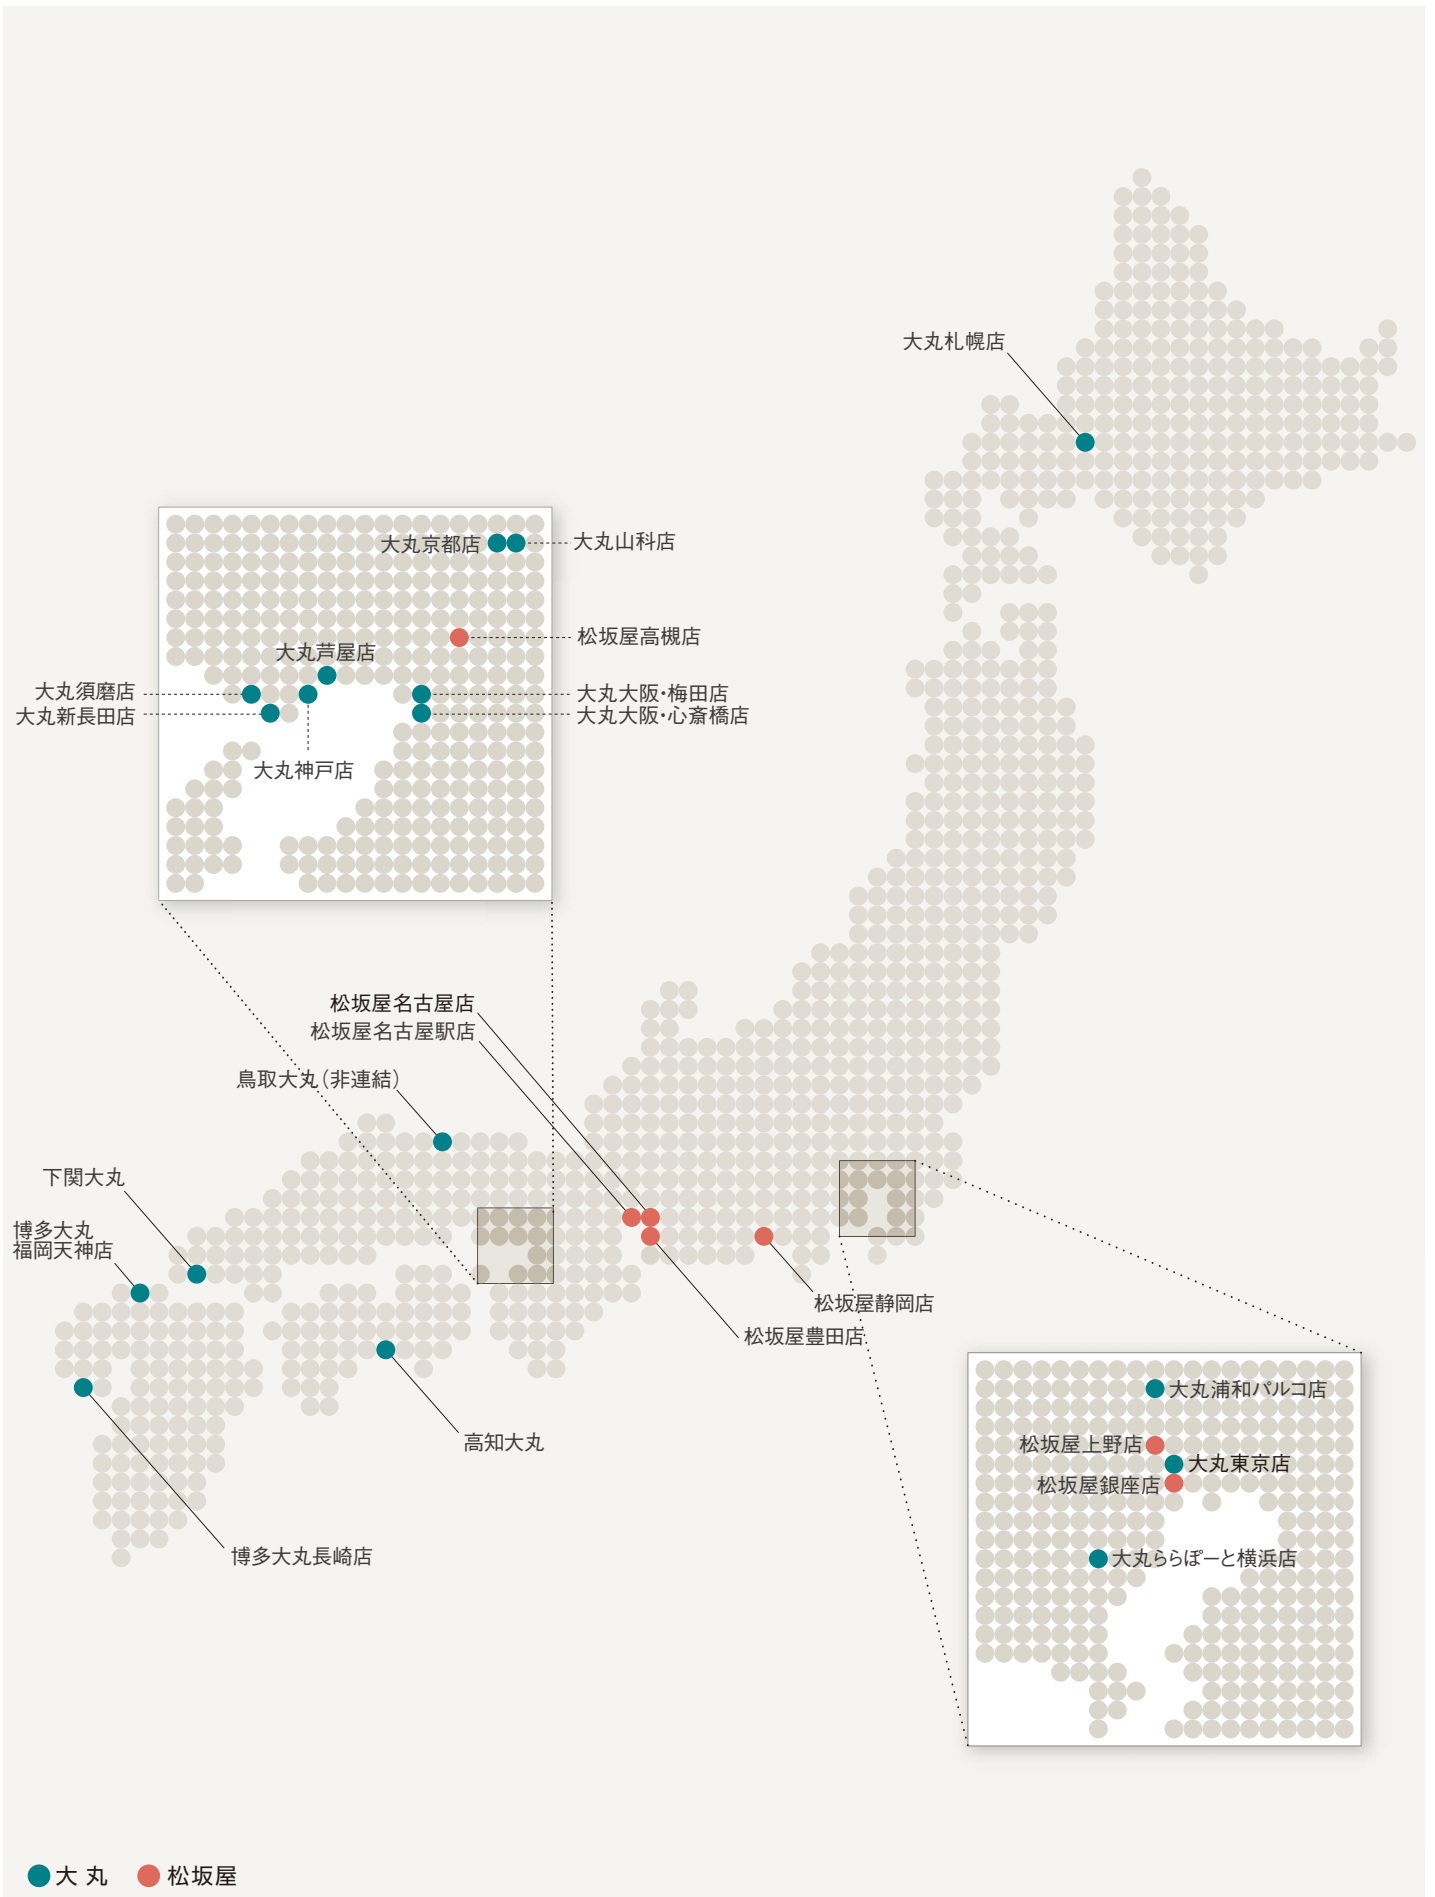 大丸札幌店
大丸京都店
大丸山科店
松坂屋高槻店
大丸芦屋店
大丸須磨店
大丸新長田店
大丸大阪・梅田店
大丸大阪・心斎橋店
大丸神戸店
松坂屋名古屋店
松坂屋名古屋駅店
鳥取大丸（非連結）
下関大丸
博多大丸
福岡天神店
松坂屋静岡店
松坂屋豊田店
高知大丸
博多大丸長崎店
大丸浦和パルコ店
松坂屋上野店
大丸東京店
松坂屋銀座店
大丸ららぽーと横浜店
大丸
松坂屋